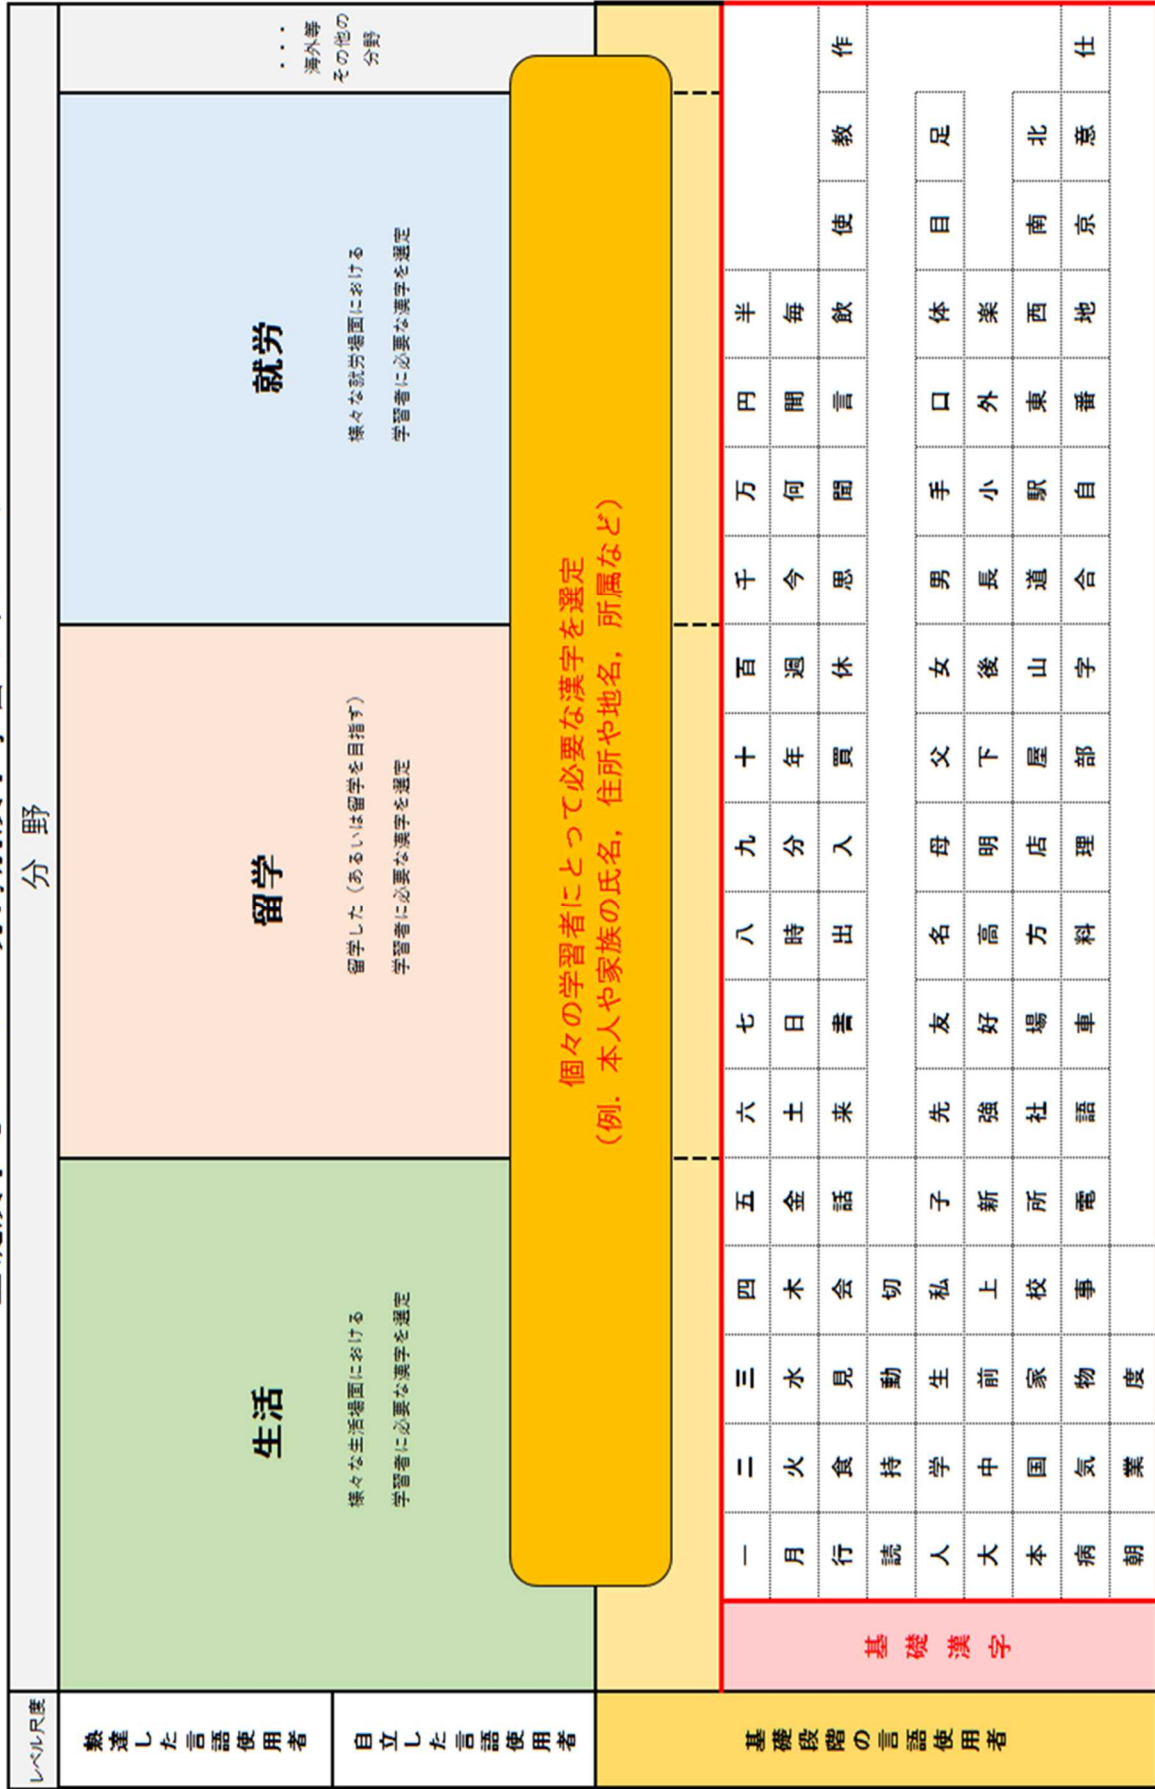 分 野
レベル尺度
熟達した言語使用者
自立した言語使用者
基礎段階の言語使用者
生活
様々な生活場面における
学習者に必要な漢字を選定
留学
留学した（あるいは留学を目指す）
学習者に必要な漢字を選定
就労
様々な就労場面における
学習者に必要な漢字を選定
・・・
海外等
その他の
分野
個々の学習者にとって必要な漢字を選定
（例．本人や家族の氏名，住所や地名，所属など）
基礎漢字
一 二 三 四 五 六 七 八 九 十 百 千 万 円 半
月 火 水 木 金 土 日 時 分 年 週 今 何 間 毎
行 食 見 会 話 来 書 出 入 買 休 思 聞 言 飲 使 教 作
読 持 動 切
人 学 生 私 子 先 友 名 母 父 女 男 手 口 体 目 足
大 中 前 上 新 強 好 高 明 下 後 長 小 外 楽
本 国 家 校 所 社 場 方 店 屋 山 道 駅 東 西 南 北
病 気 物 事 電 語 車 料 理 部 字 合 自 番 地 京 意 仕
朝 業 度